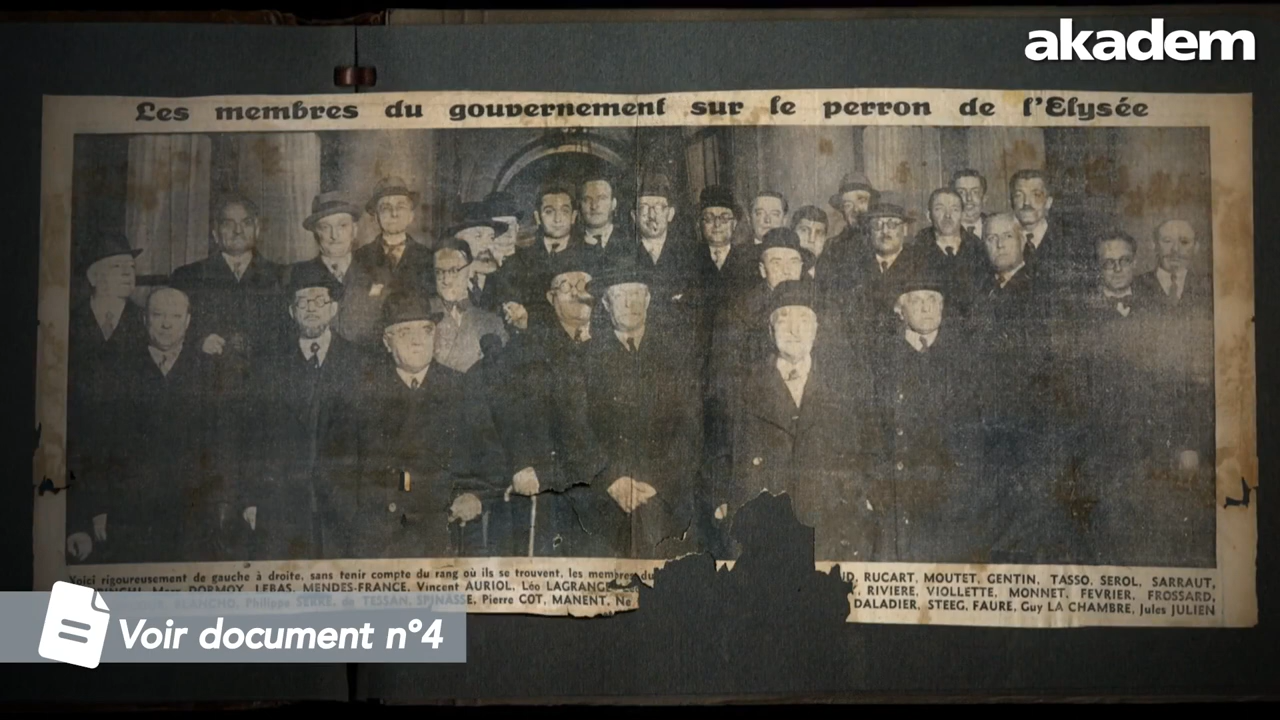 akadem
Les membres du gouvernement sur le perron de l'Elysée
Voici rigoureusement de gauche à droite, sans tenir compte du rang où ils se trouvent, les membres du
RUCART, MOUTET, GENTIN, TASSO, SEROL, SARRAUT,
Marc DORMOY, LEBAS, MENDES-FRANCE, Vincent AURIOL, Léo LAGRANGE
RIVIERE, VIOLLETTE, MONNET, FEVRIER, FROSSARD,
BLANCHO, Philippe SERRE, de TESSAN, SPINASSE, Pierre COT, MANENT,
DALADIER, STEEG, FAURE, Guy LA CHAMBRE, Jules JULIEN
Voir document n°4